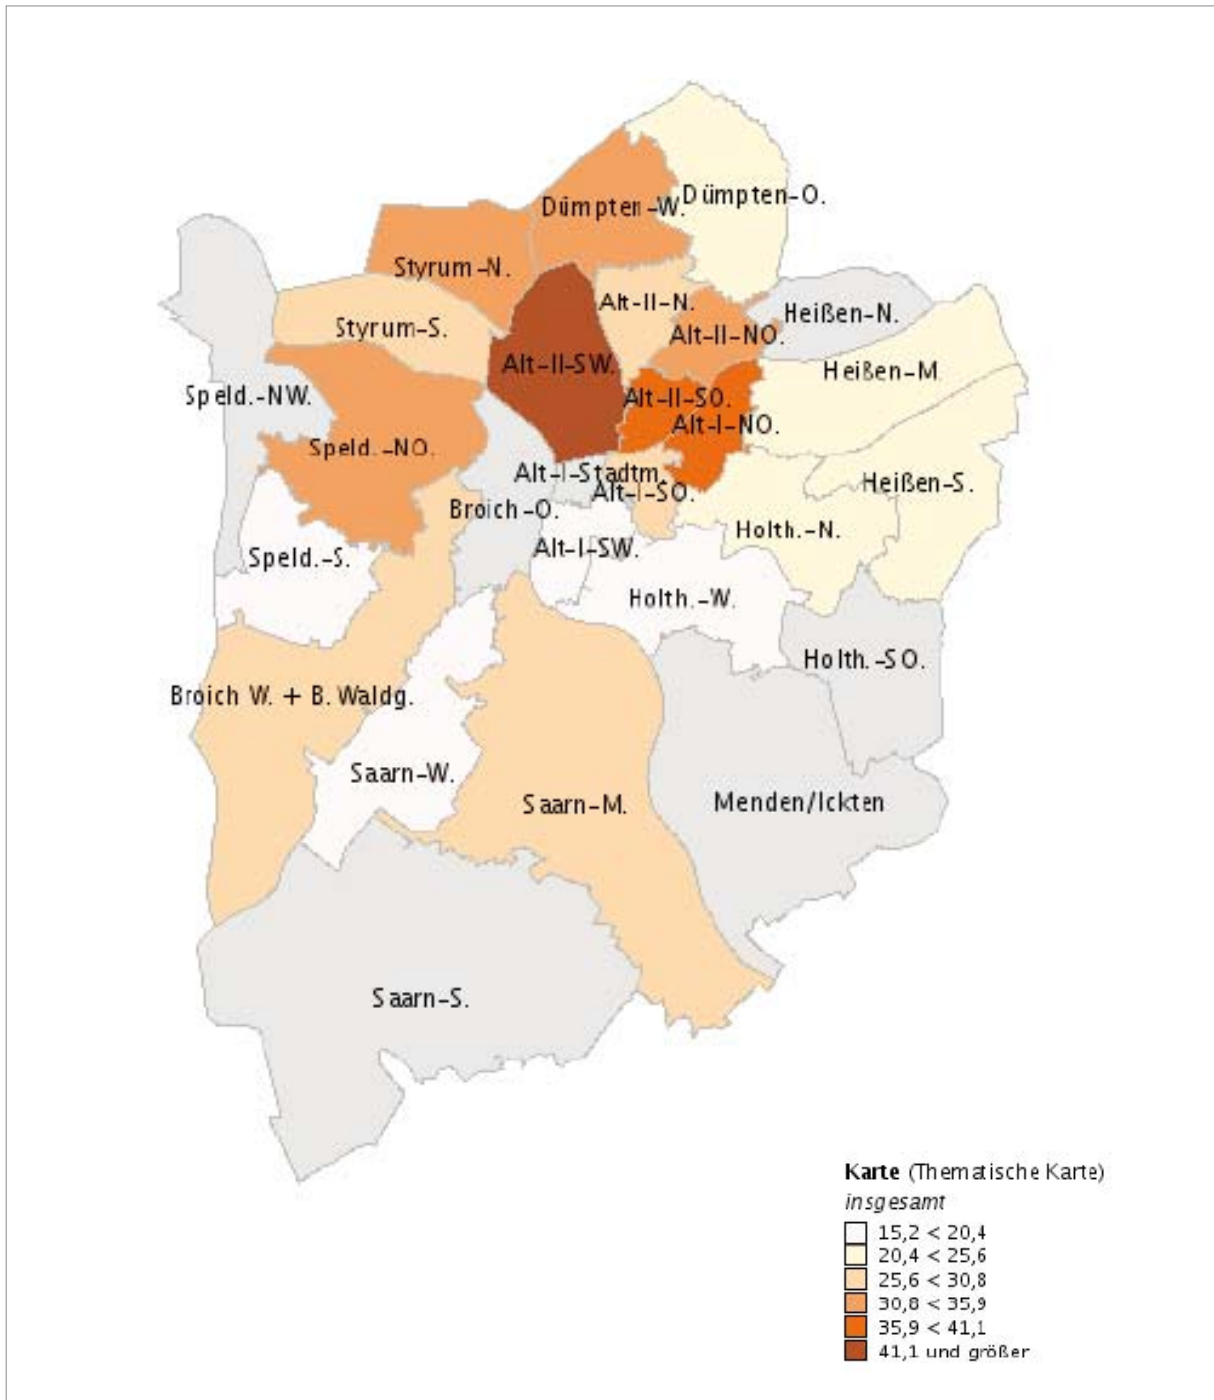 Dümpten-O.
Dümpten-W.
Styrum-N.
Alt-II-N.
Heißen-N.
Styrum-S.
Alt-II-NO.
Alt-II-SW.
Heißen-M.
Speld.-NW.
Alt-II-SO.
Alt-I-NO.
Speld.-NO.
Alt-I-Stadtm.
Heißen-S.
Alt-I-SO.
Broich-O.
Holth.-N.
Alt-I-SW.
Speld.-S.
Holth.-W.
Holth.-SO.
Broich W. + B. Waldg.
Saarn-W.
Saarn-M.
Menden/Ickten
Saarn-S.
Karte (Thematische Karte)
insgesamt
15,2 < 20,4
20,4 < 25,6
25,6 < 30,8
30,8 < 35,9
35,9 < 41,1
41,1 und größer